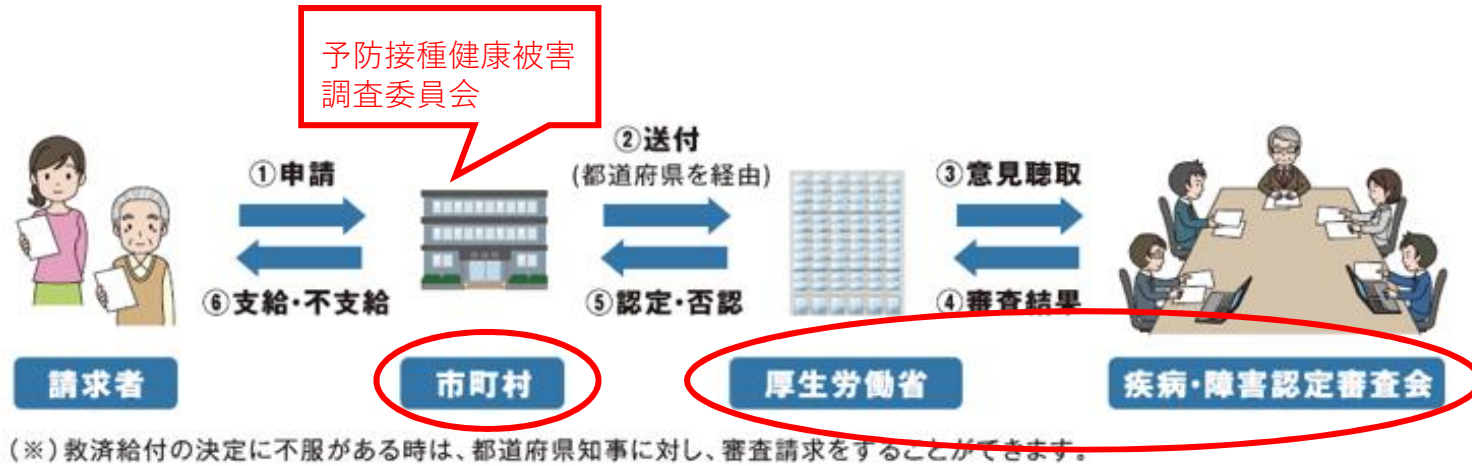 予防接種健康被害
調査委員会
①申請
②送付
(都道府県を経由)
③意見聴取
⑥支給・不支給
⑤認定・否認
④審査結果
請求者
市町村
厚生労働省
疾病・障害認定審査会
(※)救済給付の決定に不服がある時は、都道府県知事に対し、審査請求をすることができます。